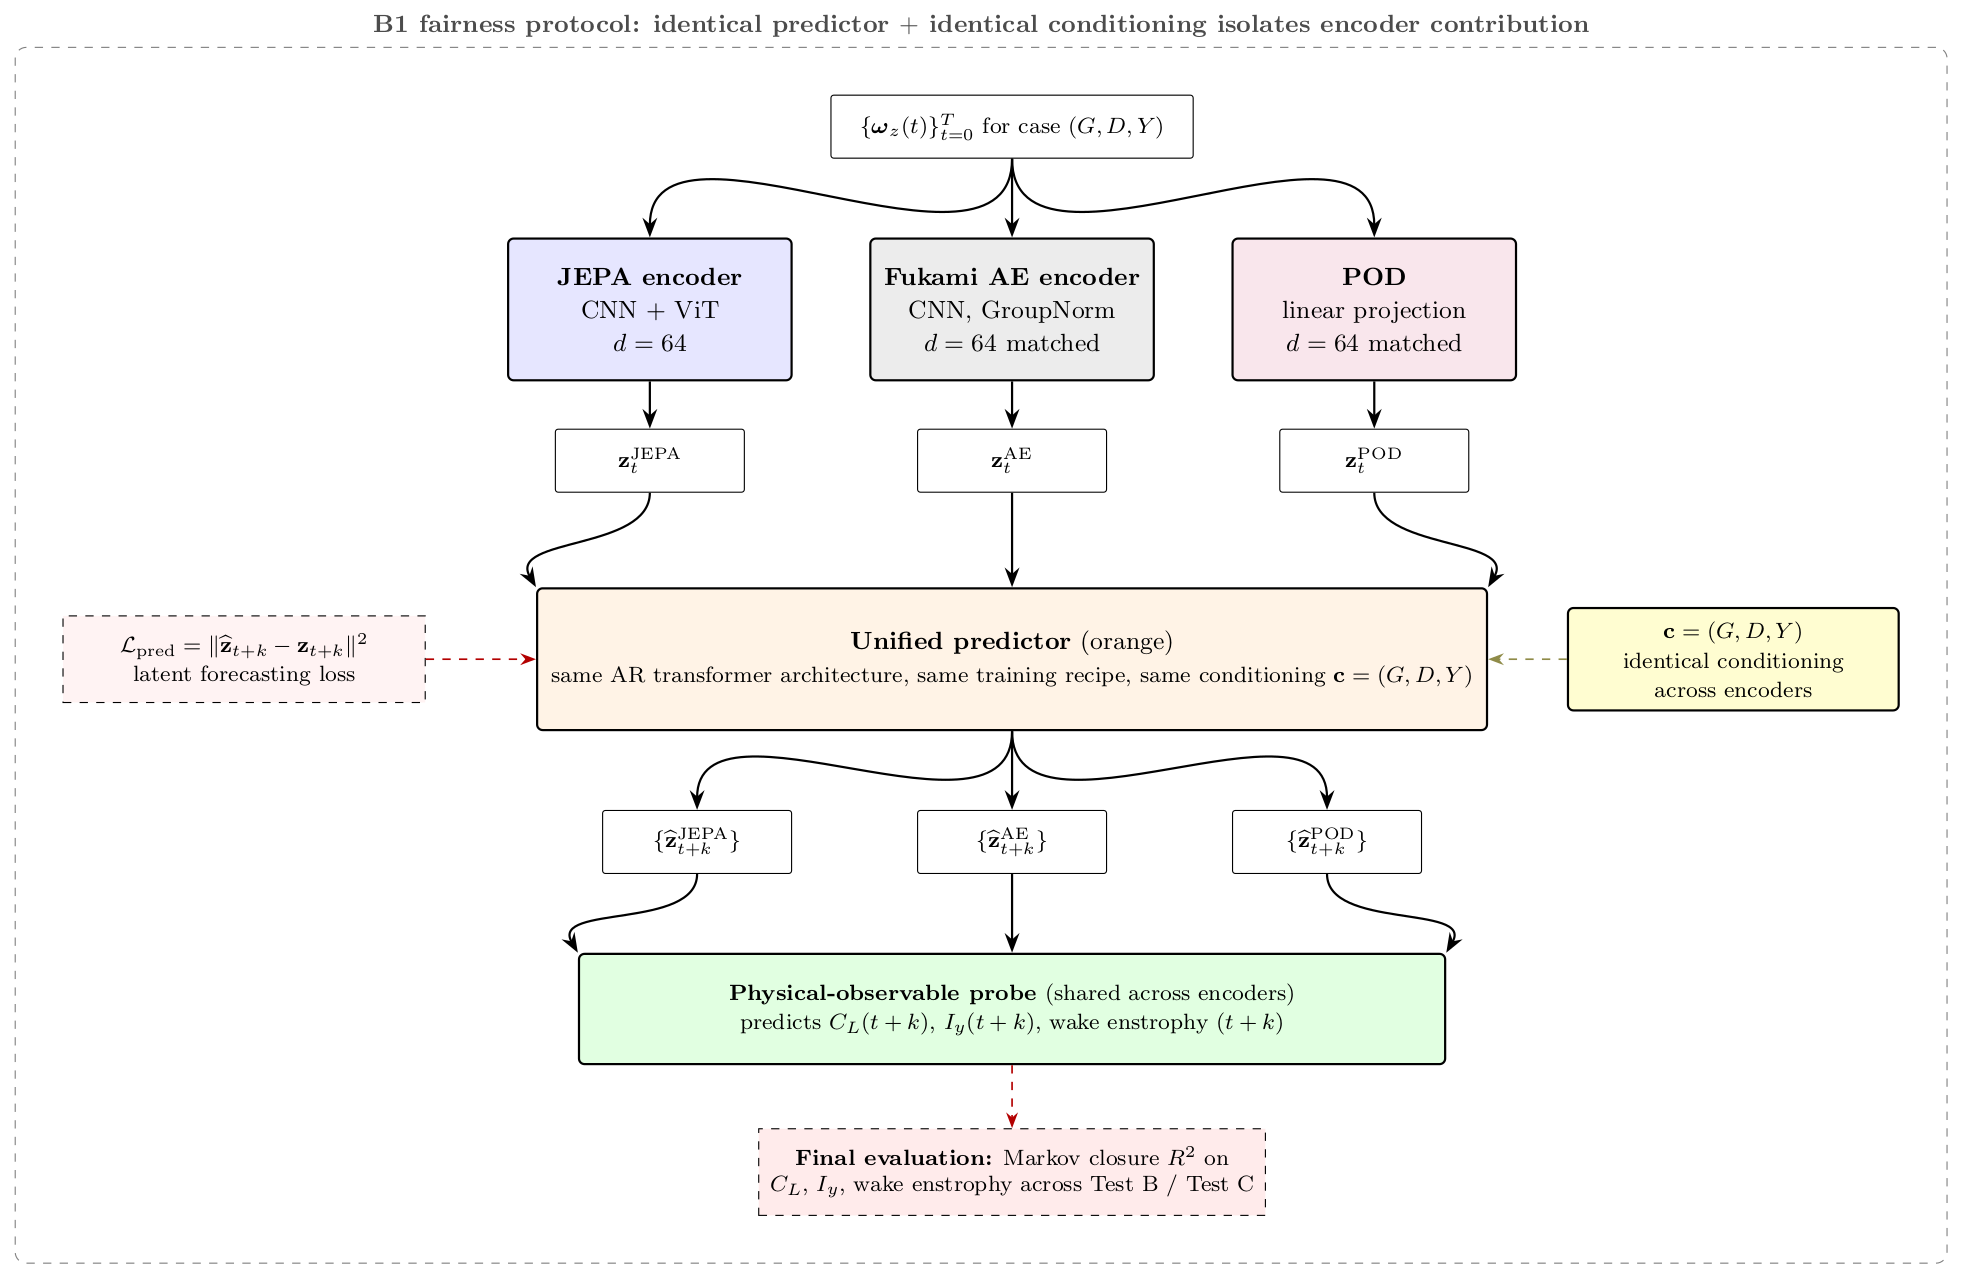 B1 fairness protocol: identical predictor + identical conditioning isolates encoder contribution
{𝝎_z(t)}_{t=0}^T for case (G, D, Y)
JEPA encoder
CNN + ViT
d = 64
Fukami AE encoder
CNN, GroupNorm
d = 64 matched
POD
linear projection
d = 64 matched
𝐳_t^JEPA
𝐳_t^AE
𝐳_t^POD
ℒ_pred = ‖𝐳̂_{t+k} − 𝐳_{t+k}‖²
latent forecasting loss
Unified predictor (orange)
same AR transformer architecture, same training recipe, same conditioning 𝐜 = (G, D, Y)
𝐜 = (G, D, Y)
identical conditioning
across encoders
{𝐳̂_{t+k}^JEPA}
{𝐳̂_{t+k}^AE}
{𝐳̂_{t+k}^POD}
Physical-observable probe (shared across encoders)
predicts C_L(t + k), I_y(t + k), wake enstrophy (t + k)
Final evaluation: Markov closure R² on
C_L, I_y, wake enstrophy across Test B / Test C